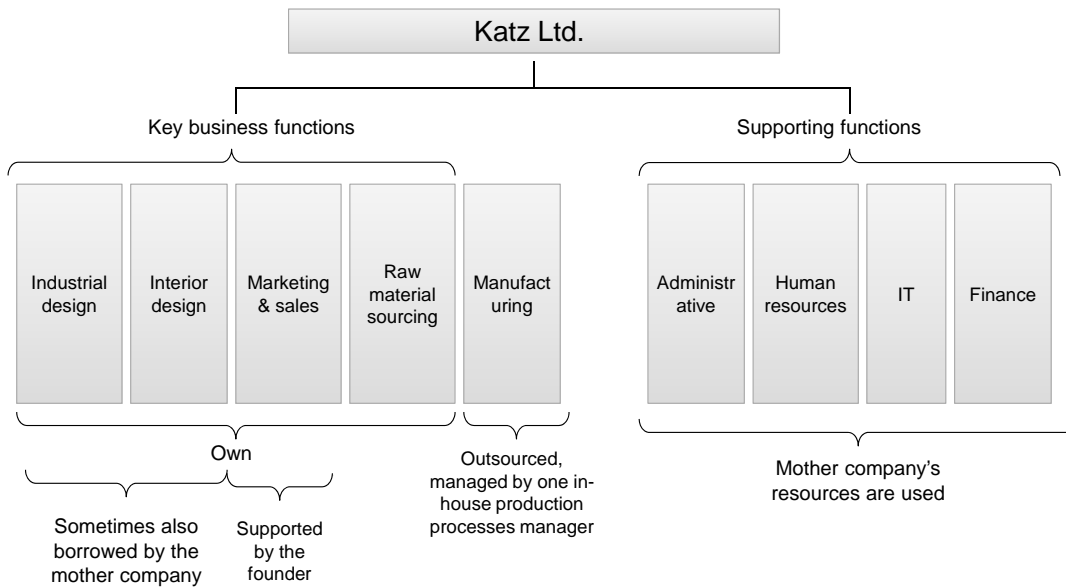 Katz Ltd.
Key business functions
Supporting functions
Industrial
design
Interior
design
Marketing
& sales
Raw
material
sourcing
Manufact
uring
Administr
ative
Human
resources
IT
Finance
Own
Outsourced,
managed by one in-
house production
processes manager
Mother company’s
resources are used
Sometimes also
borrowed by the
mother company
Supported
by the
founder